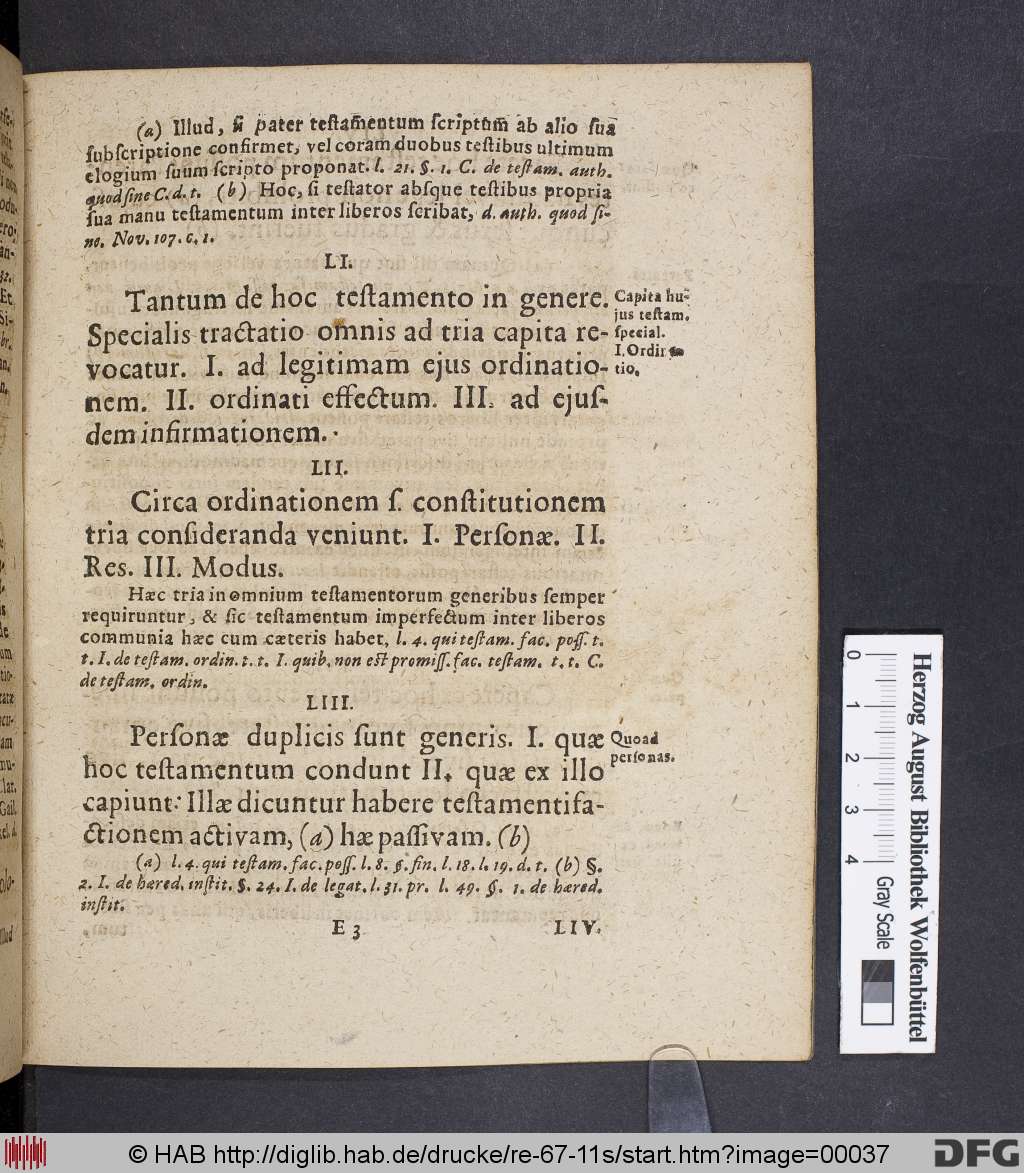 (a) Illud, ſi pater teſtamentum ſcriptum ab alio ſua
ſubſcriptione confirmet, vel coram duobus teſtibus ultimum
elogium ſuum ſcripto proponat. l. 21. §. 1. C. de teſtam. auth.
quod ſine C. d. t. (b) Hoc, ſi teſtator absque teſtibus propria
ſua manu teſtamentum inter liberos ſcribat, d. auth. quod ſi-
ne. Nov. 107. c. 1.
LI.
Tantum de hoc teſtamento in genere.
Specialis tractatio omnis ad tria capita re-
vocatur. I. ad legitimam ejus ordinatio-
nem. II. ordinati effectum. III. ad ejuſ-
dem infirmationem.
Capita hu-
jus teſtam.
ſpecial.
I. Ordina
tio.
LII.
Circa ordinationem ſ. conſtitutionem
tria conſideranda veniunt. I. Perſonæ. II.
Res. III. Modus.
Hæc tria in omnium teſtamentorum generibus ſemper
requiruntur, & ſic teſtamentum imperfectum inter liberos
communia hæc cum cæteris habet, l. 4. qui teſtam. fac. poſſ. t.
t. I. de teſtam. ordin. t. t. I. quib. non eſt promiſſ. fac. teſtam. t. t. C.
de teſtam. ordin.
LIII.
Perſonæ duplicis ſunt generis. I. quæ
hoc teſtamentum condunt II. quæ ex illo
capiunt: Illæ dicuntur habere teſtamentifa-
ctionem activam, (a) hæ paſſivam. (b)
Quoad
perſonas.
(a) l. 4. qui teſtam. fac. poſſ. l. 8. §. fin. l. 18. l. 19. d. t. (b) §.
2. I. de hæred. inſtit. §. 24. I. de legat. l. 31. pr. l. 49. §. 1. de hæred.
inſtit.
E 3 LIV.
0 1 2 3 4
Herzog August Bibliothek Wolfenbüttel
Gray Scale
© HAB http://diglib.hab.de/drucke/re-67-11s/start.htm?image=00037
DFG